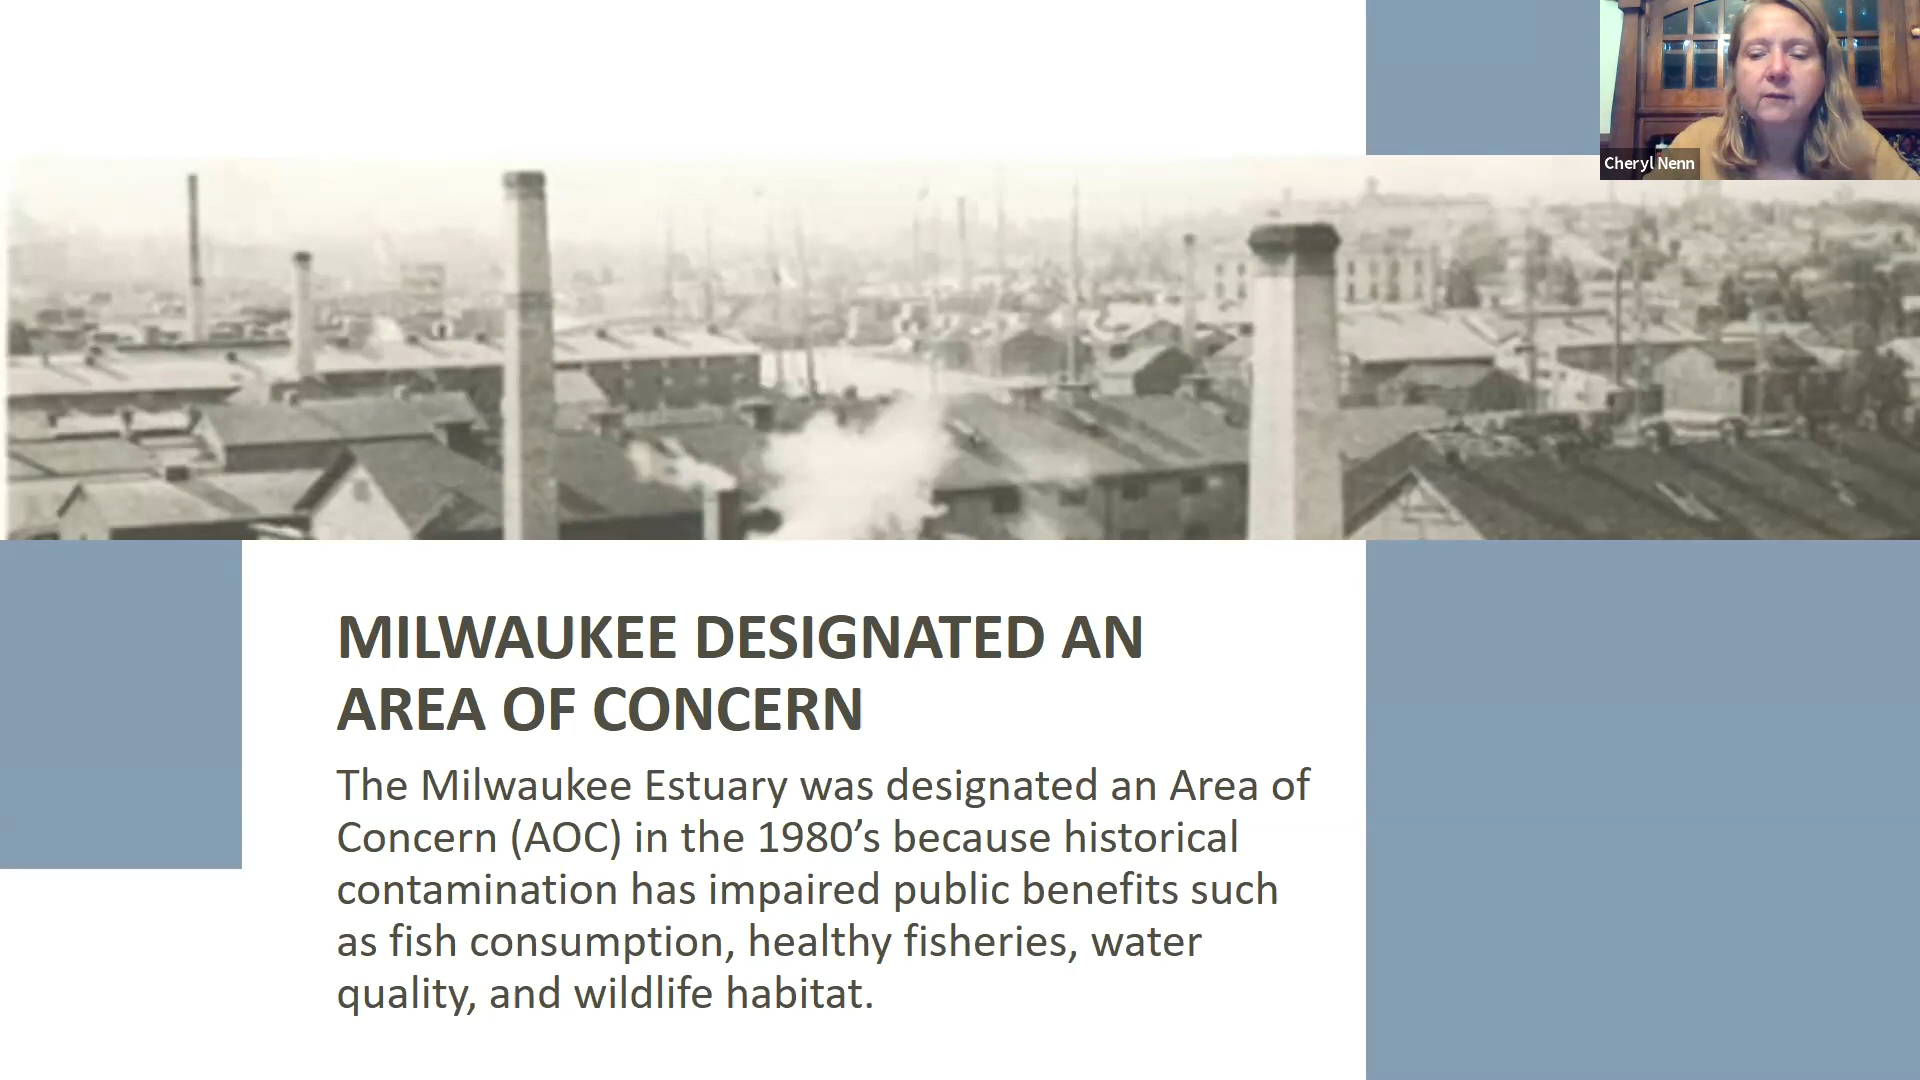 Cheryl Nenn
MILWAUKEE DESIGNATED AN
AREA OF CONCERN
The Milwaukee Estuary was designated an Area of
Concern (AOC) in the 1980’s because historical
contamination has impaired public benefits such
as fish consumption, healthy fisheries, water
quality, and wildlife habitat.